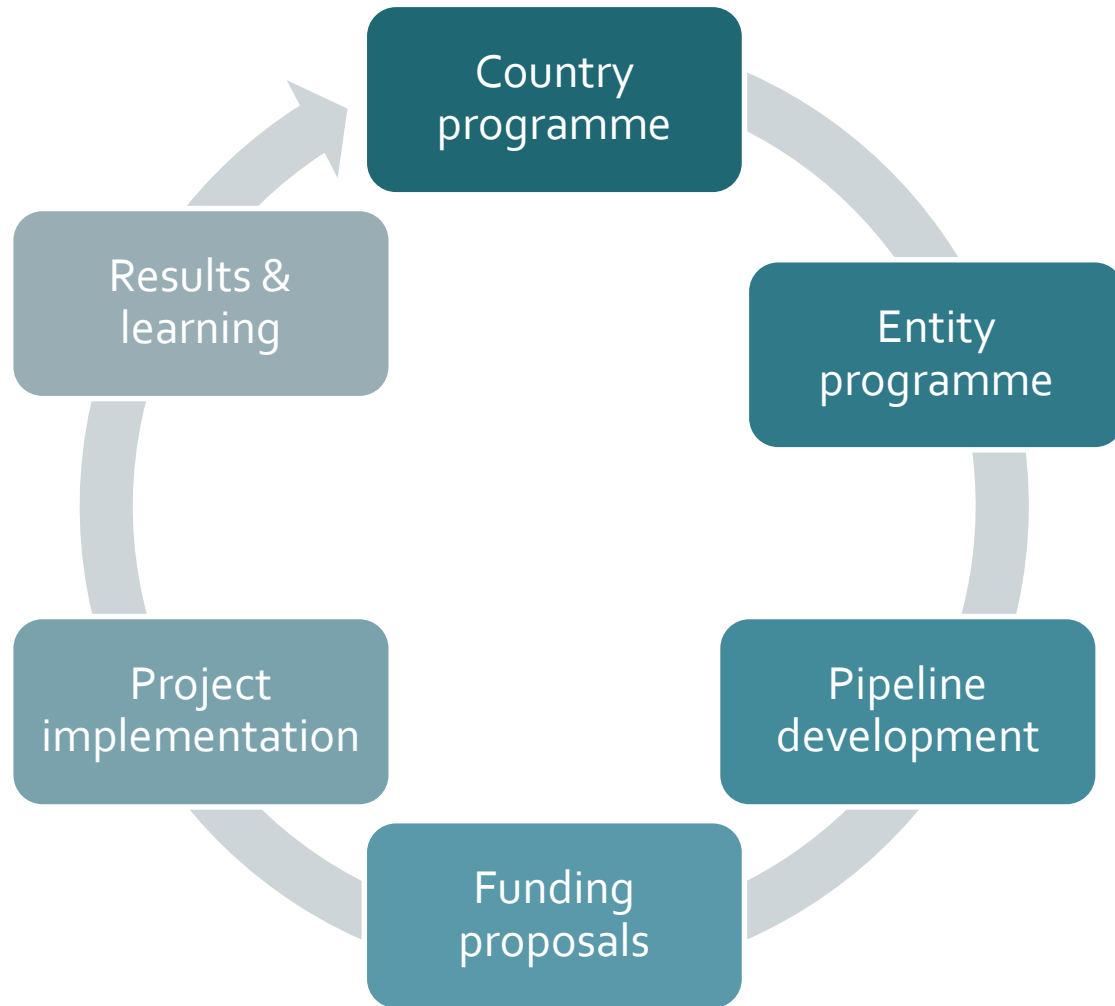 Country
programme
Entity
programme
Pipeline
development
Funding
proposals
Project
implementation
Results &
learning